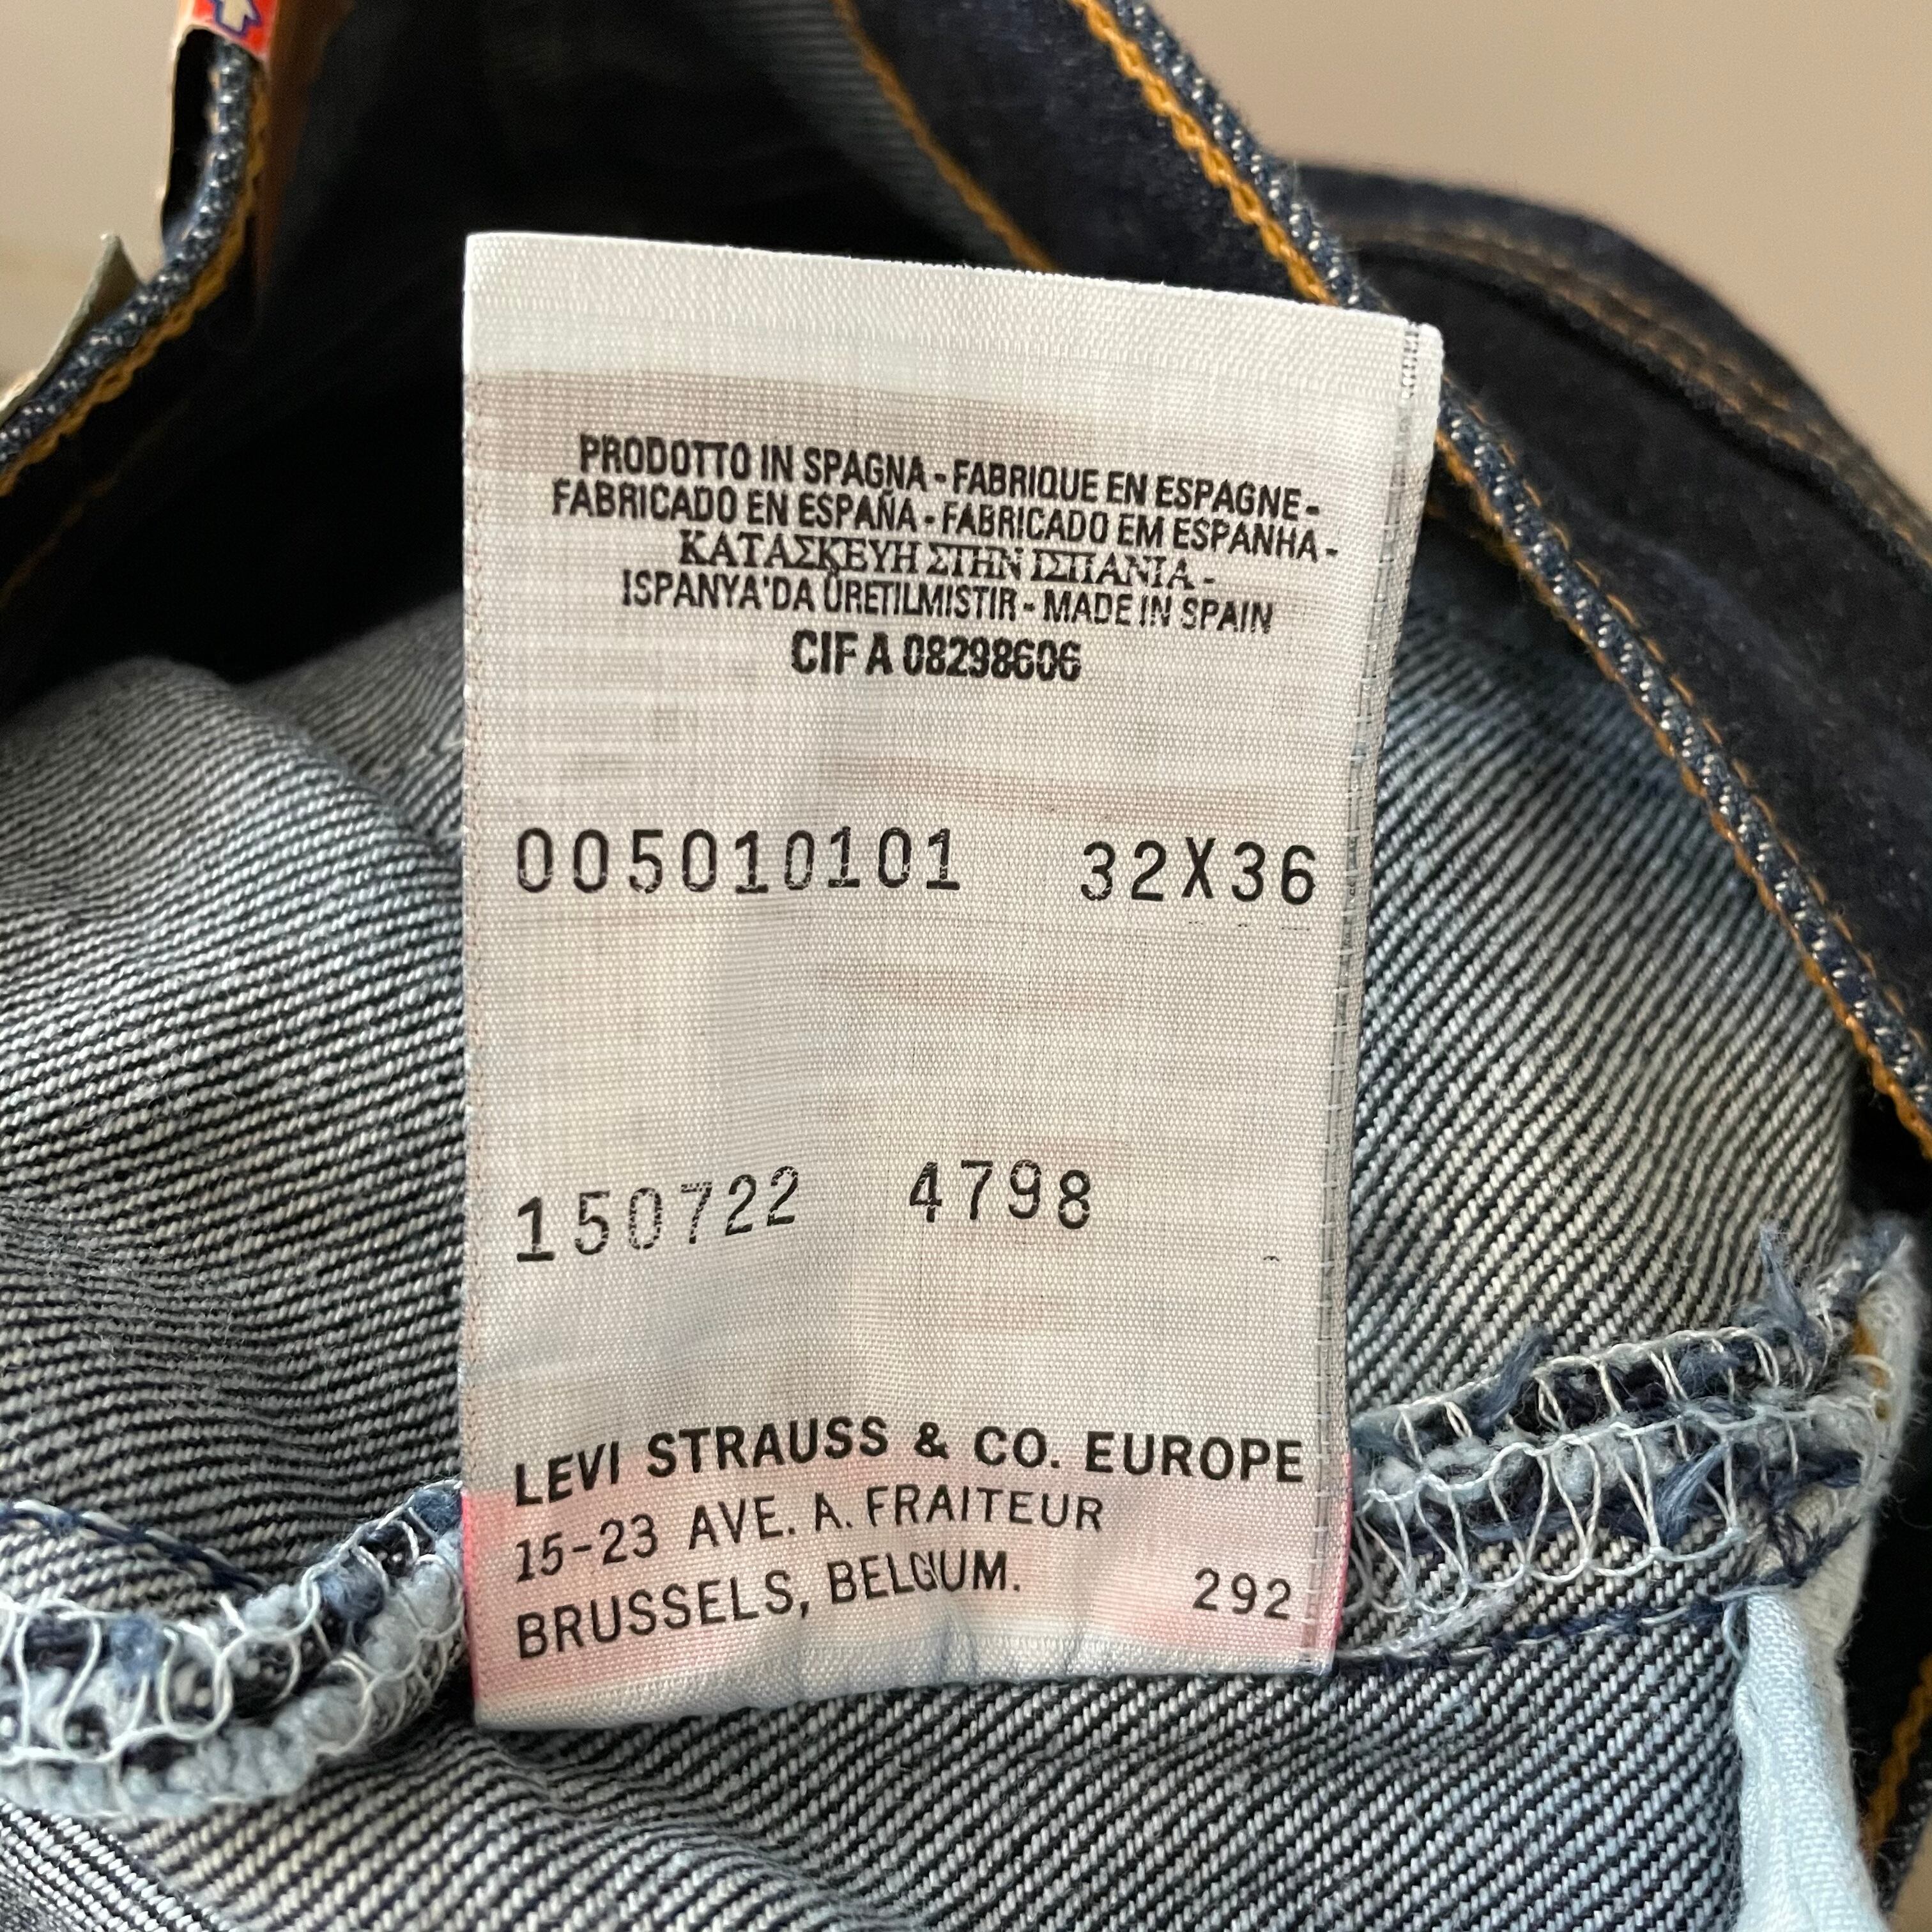 PRODOTTO IN SPAGNA - FABRIQUE EN ESPAGNE -
FABRICADO EN ESPAÑA - FABRICADO EM ESPANHA -
ΚΑΤΑΣΚΕΥΗ ΣΤΗΝ ΙΣΠΑΝΙΑ -
ISPANYA'DA ÜRETILMISTIR - MADE IN SPAIN
CIF A 08298606
005010101 32X36
150722 4798
LEVI STRAUSS & CO. EUROPE
15-23 AVE. A. FRAITEUR
BRUSSELS, BELGIUM. 292